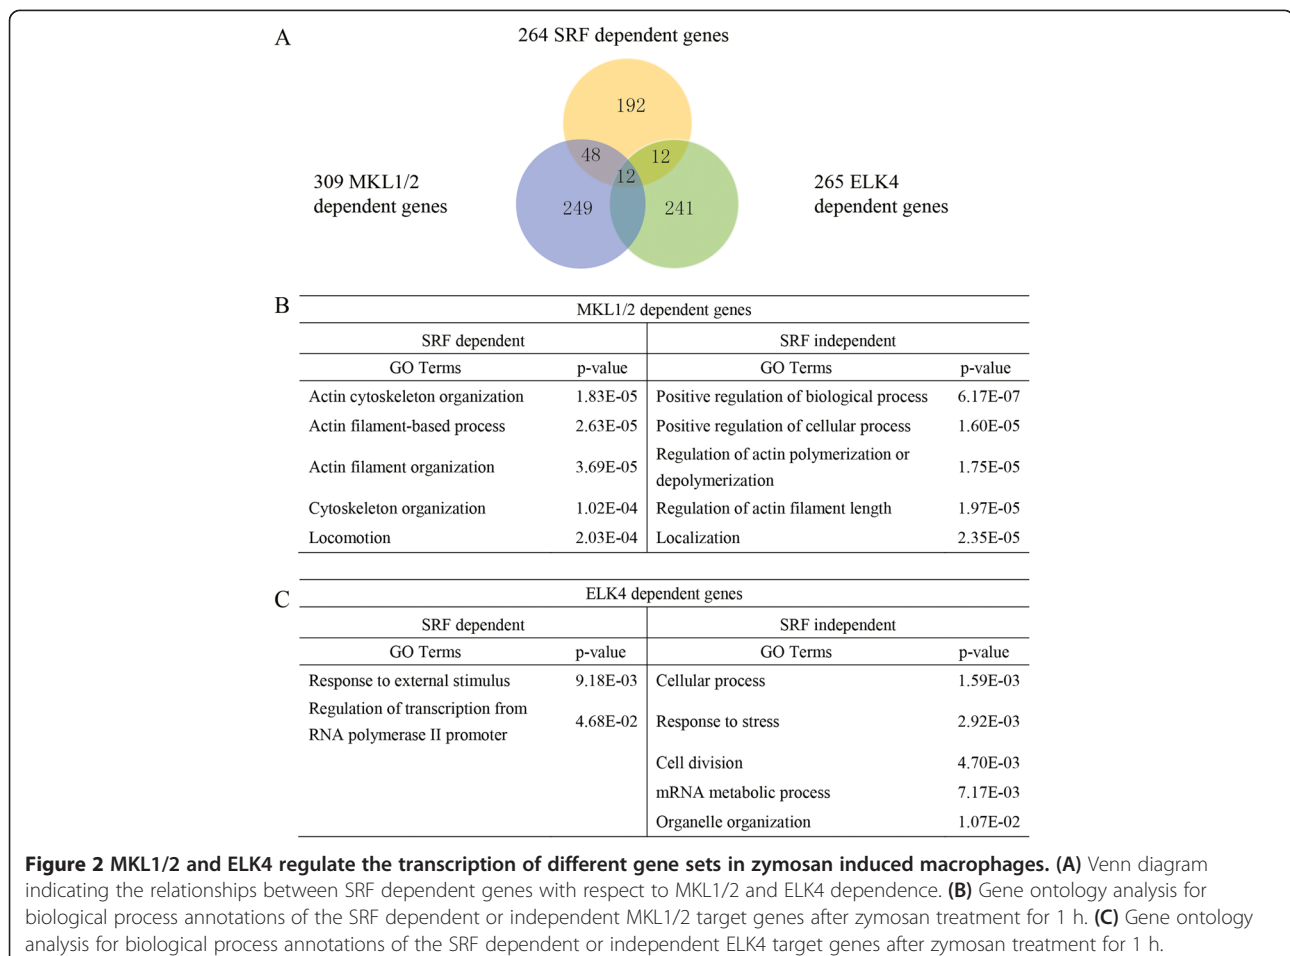 A
264 SRF dependent genes
192
48
12
12
309 MKL1/2
dependent genes
265 ELK4
dependent genes
249
241
B
MKL1/2 dependent genes
SRF dependent
SRF independent
GO Terms p-value GO Terms p-value
Actin cytoskeleton organization 1.83E-05 Positive regulation of biological process 6.17E-07
Actin filament-based process 2.63E-05 Positive regulation of cellular process 1.60E-05
Actin filament organization 3.69E-05 Regulation of actin polymerization or
depolymerization 1.75E-05
Cytoskeleton organization 1.02E-04 Regulation of actin filament length 1.97E-05
Locomotion 2.03E-04 Localization 2.35E-05
C
ELK4 dependent genes
SRF dependent
SRF independent
GO Terms p-value GO Terms p-value
Response to external stimulus 9.18E-03 Cellular process 1.59E-03
Regulation of transcription from
RNA polymerase II promoter 4.68E-02 Response to stress 2.92E-03
Cell division 4.70E-03
mRNA metabolic process 7.17E-03
Organelle organization 1.07E-02
Figure 2 MKL1/2 and ELK4 regulate the transcription of different gene sets in zymosan induced macrophages. (A) Venn diagram
indicating the relationships between SRF dependent genes with respect to MKL1/2 and ELK4 dependence. (B) Gene ontology analysis for
biological process annotations of the SRF dependent or independent MKL1/2 target genes after zymosan treatment for 1 h. (C) Gene ontology
analysis for biological process annotations of the SRF dependent or independent ELK4 target genes after zymosan treatment for 1 h.